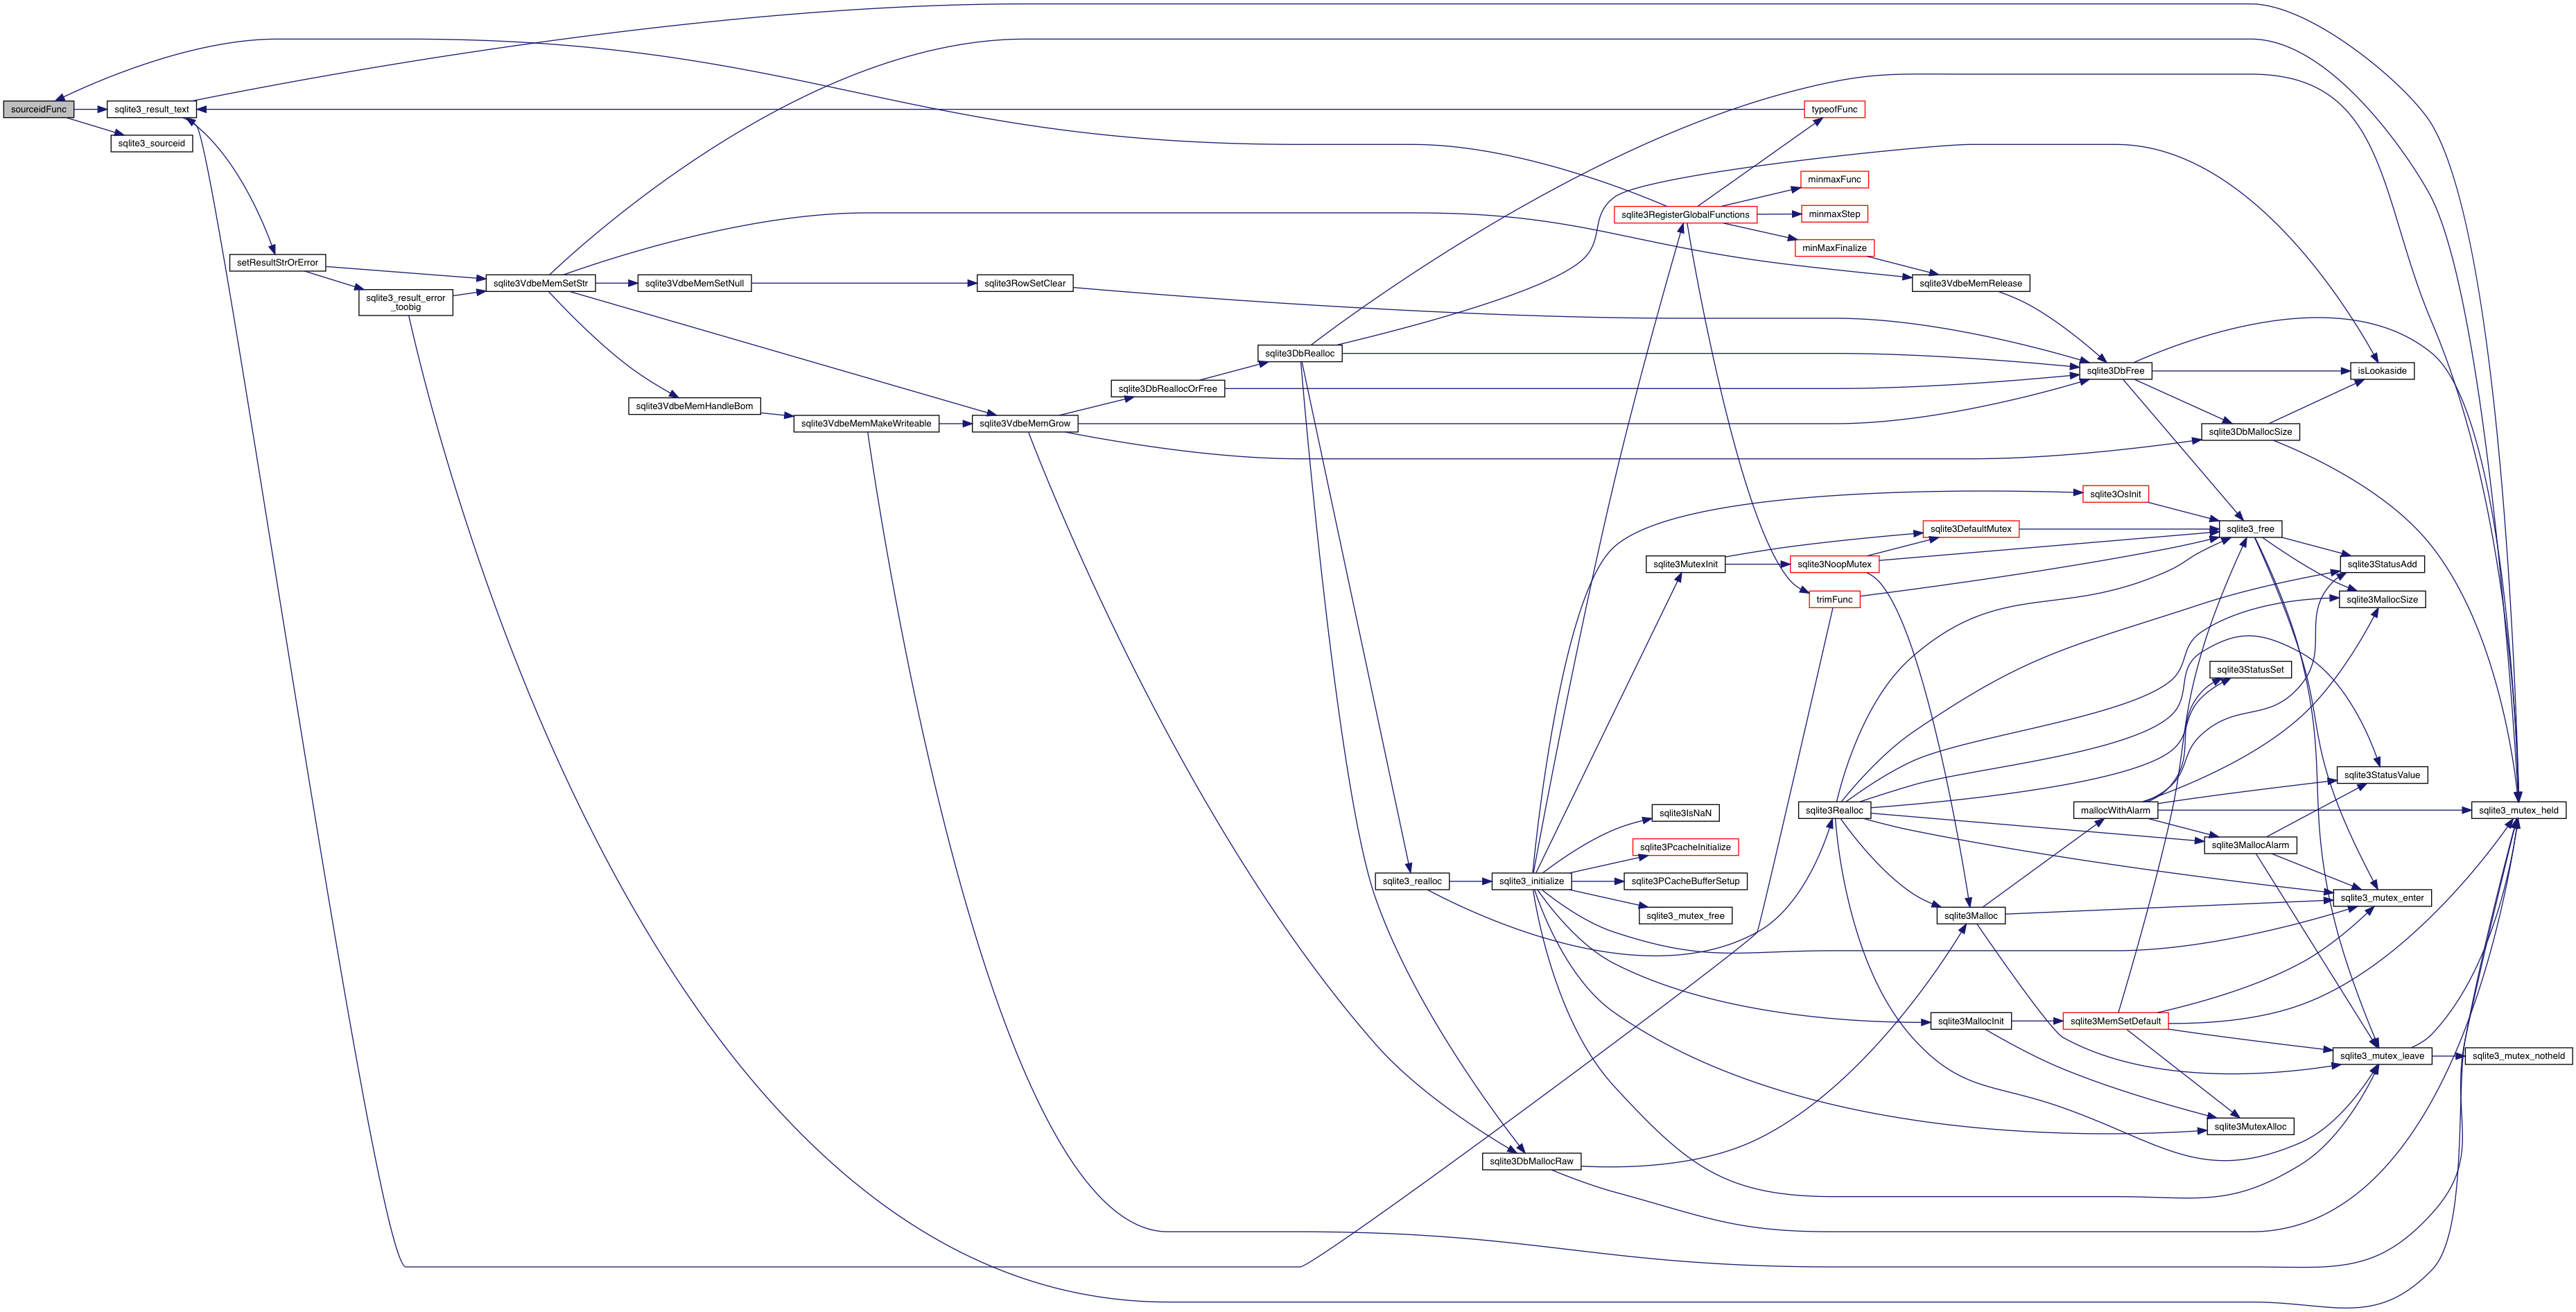 sourceidFunc
sqlite3_result_text
sqlite3_sourceid
setResultStrOrError
sqlite3_result_error
_toobig
sqlite3VdbeMemSetStr
sqlite3VdbeMemSetNull
sqlite3VdbeMemHandleBom
sqlite3VdbeMemMakeWriteable
sqlite3RowSetClear
sqlite3VdbeMemGrow
sqlite3DbReallocOrFree
sqlite3DbRealloc
sqlite3_realloc
sqlite3DbMallocRaw
sqlite3_initialize
sqlite3RegisterGlobalFunctions
sqlite3MutexInit
sqlite3IsNaN
sqlite3PcacheInitialize
sqlite3PCacheBufferSetup
sqlite3_mutex_free
typeofFunc
minmaxFunc
minmaxStep
minMaxFinalize
sqlite3NoopMutex
trimFunc
sqlite3Realloc
sqlite3VdbeMemRelease
sqlite3DefaultMutex
sqlite3Malloc
sqlite3MallocInit
sqlite3DbFree
sqlite3OsInit
mallocWithAlarm
sqlite3MemSetDefault
sqlite3DbMallocSize
sqlite3_free
sqlite3StatusSet
sqlite3MallocAlarm
sqlite3MutexAlloc
isLookaside
sqlite3StatusAdd
sqlite3MallocSize
sqlite3StatusValue
sqlite3_mutex_enter
sqlite3_mutex_leave
sqlite3_mutex_held
sqlite3_mutex_notheld